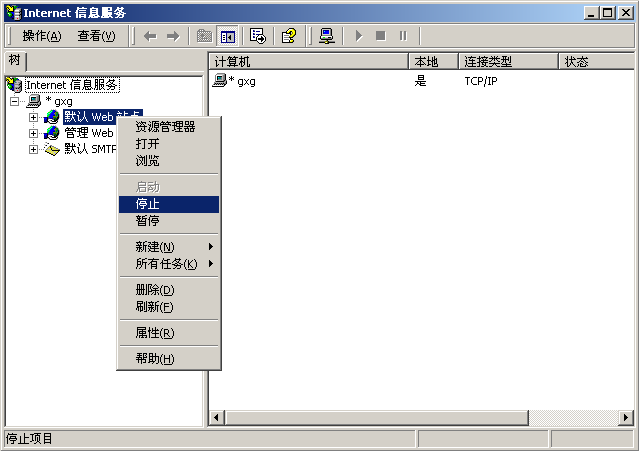 Internet 信息服务
操作(A) 查看(V)
树
计算机 本地 连接类型 状态
Internet 信息服务
* gxg 是 TCP/IP
* gxg
默认 Web 站点
管理 Web
默认 SMTP
资源管理器
打开
浏览
启动
停止
暂停
新建(N)
所有任务(K)
删除(D)
刷新(F)
属性(R)
帮助(H)
停止项目